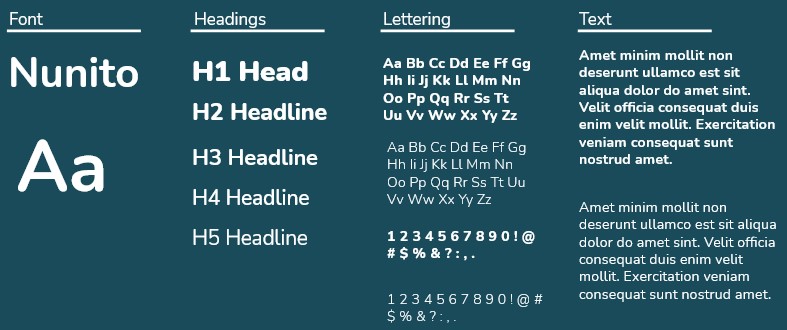 Font
Nunito
Aa
Headings
H1 Head
H2 Headline
H3 Headline
H4 Headline
H5 Headline
Lettering
Aa Bb Cc Dd Ee Ff Gg
Hh Ii Jj Kk Ll Mm Nn
Oo Pp Qq Rr Ss Tt
Uu Vv Ww Xx Yy Zz
Aa Bb Cc Dd Ee Ff Gg
Hh Ii Jj Kk Ll Mm Nn
Oo Pp Qq Rr Ss Tt Uu
Vv Ww Xx Yy Zz
1 2 3 4 5 6 7 8 9 0 ! @
# $ % & ? : , .
1 2 3 4 5 6 7 8 9 0 ! @ #
$ % & ? : , .
Text
Amet minim mollit non
deserunt ullamco est sit
aliqua dolor do amet sint.
Velit officia consequat duis
enim velit mollit. Exercitation
veniam consequat sunt
nostrud amet.
Amet minim mollit non
deserunt ullamco est sit aliqua
dolor do amet sint. Velit officia
consequat duis enim velit
mollit. Exercitation veniam
consequat sunt nostrud amet.